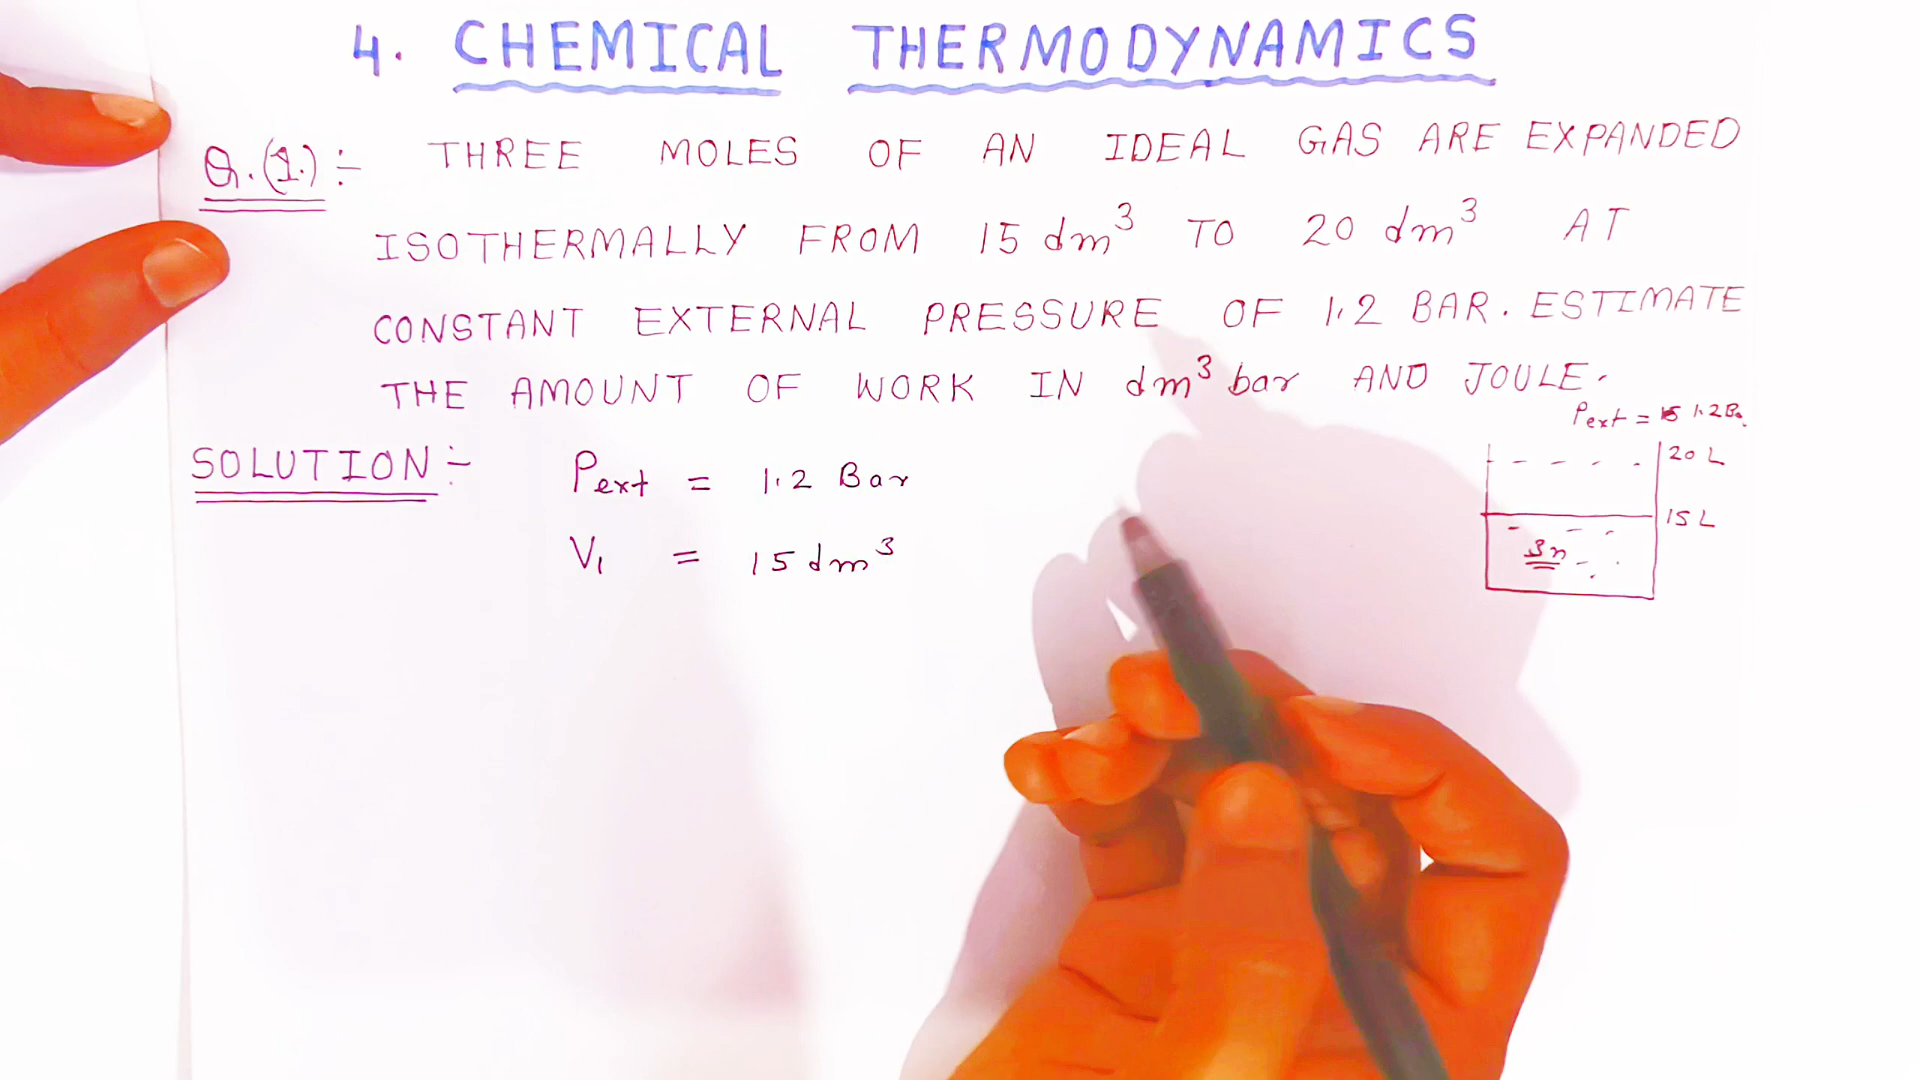 4. CHEMICAL THERMODYNAMICS
Q.(1.):- THREE MOLES OF AN IDEAL GAS ARE EXPANDED
ISOTHERMALLY FROM 15 dm³ TO 20 dm³ AT
CONSTANT EXTERNAL PRESSURE OF 1.2 BAR. ESTIMATE
THE AMOUNT OF WORK IN dm³ bar AND JOULE.
Pext = 1.2 Ba
20 L
15 L
3n
SOLUTION:- Pext = 1.2 Bar
V₁ = 15 dm³